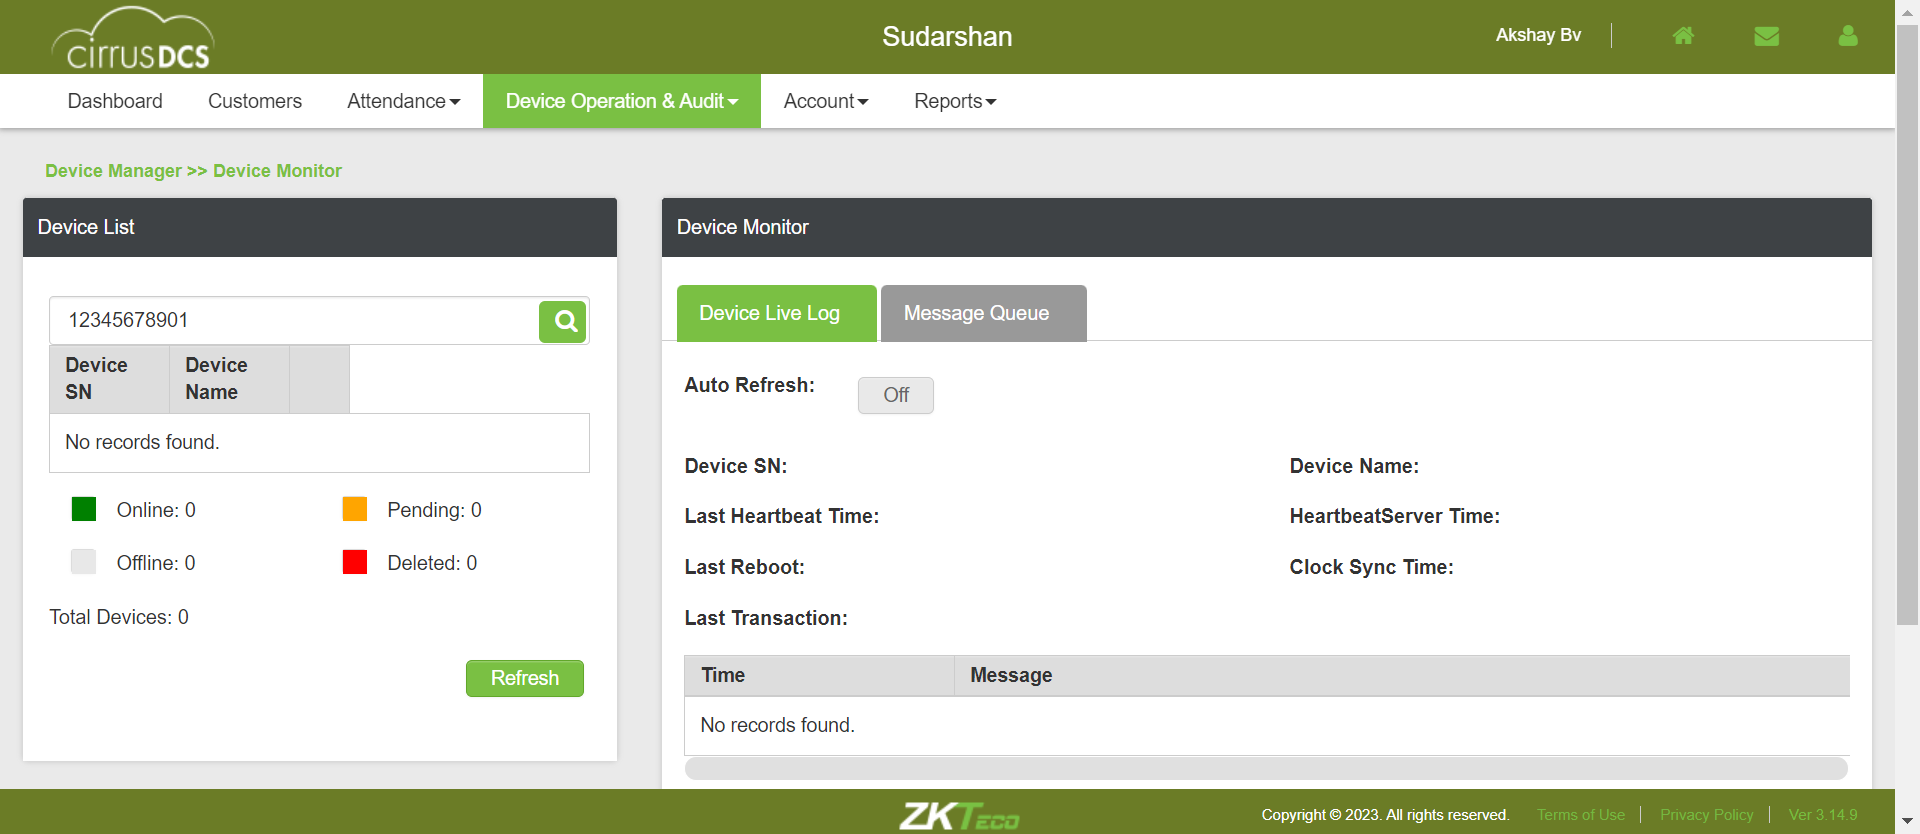 cirrusDCS
Sudarshan
Akshay Bv
Dashboard
Customers
Attendance
Device Operation & Audit
Account
Reports
Device Manager >> Device Monitor
Device List
12345678901
Device SN
Device Name
No records found.
Online: 0
Pending: 0
Offline: 0
Deleted: 0
Total Devices: 0
Refresh
Device Monitor
Device Live Log
Message Queue
Auto Refresh:
Off
Device SN:
Device Name:
Last Heartbeat Time:
HeartbeatServer Time:
Last Reboot:
Clock Sync Time:
Last Transaction:
Time
Message
No records found.
ZKTeco
Copyright © 2023. All rights reserved.
Terms of Use
Privacy Policy
Ver 3.14.9